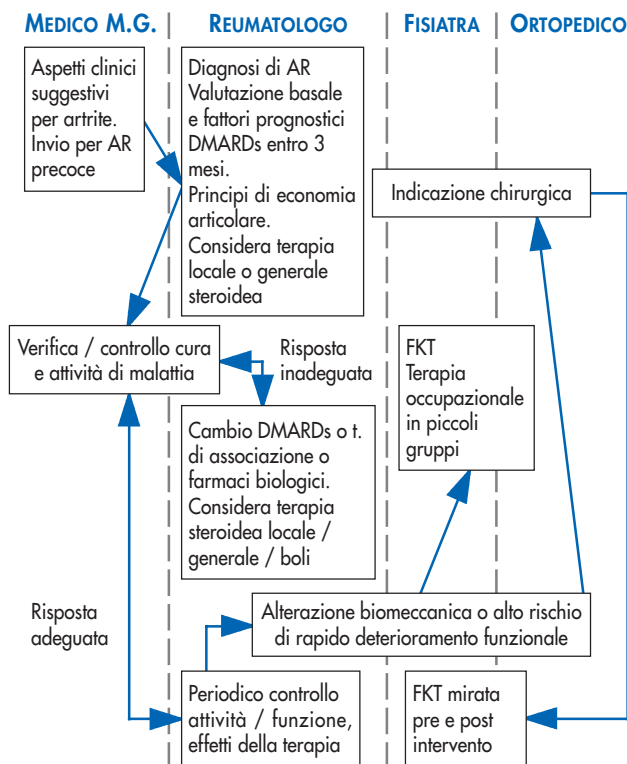 MEDICO M.G.
REUMATOLOGO
FISIATRA
ORTOPEDICO
Aspetti clinici
suggestivi
per artrite.
Invio per AR
precoce
Diagnosi di AR
Valutazione basale
e fattori prognostici
DMARDs entro 3
mesi.
Principi di economia
articolare.
Considera terapia
locale o generale
steroidea
Indicazione chirurgica
Verifica / controllo cura
e attività di malattia
Risposta
inadeguata
FKT
Terapia
occupazionale
in piccoli
gruppi
Cambio DMARDs o t.
di associazione o
farmaci biologici.
Considera terapia
steroidea locale /
generale / boli
Risposta
adeguata
Alterazione biomeccanica o alto rischio
di rapido deterioramento funzionale
Periodico controllo
attività / funzione,
effetti della terapia
FKT mirata
pre e post
intervento